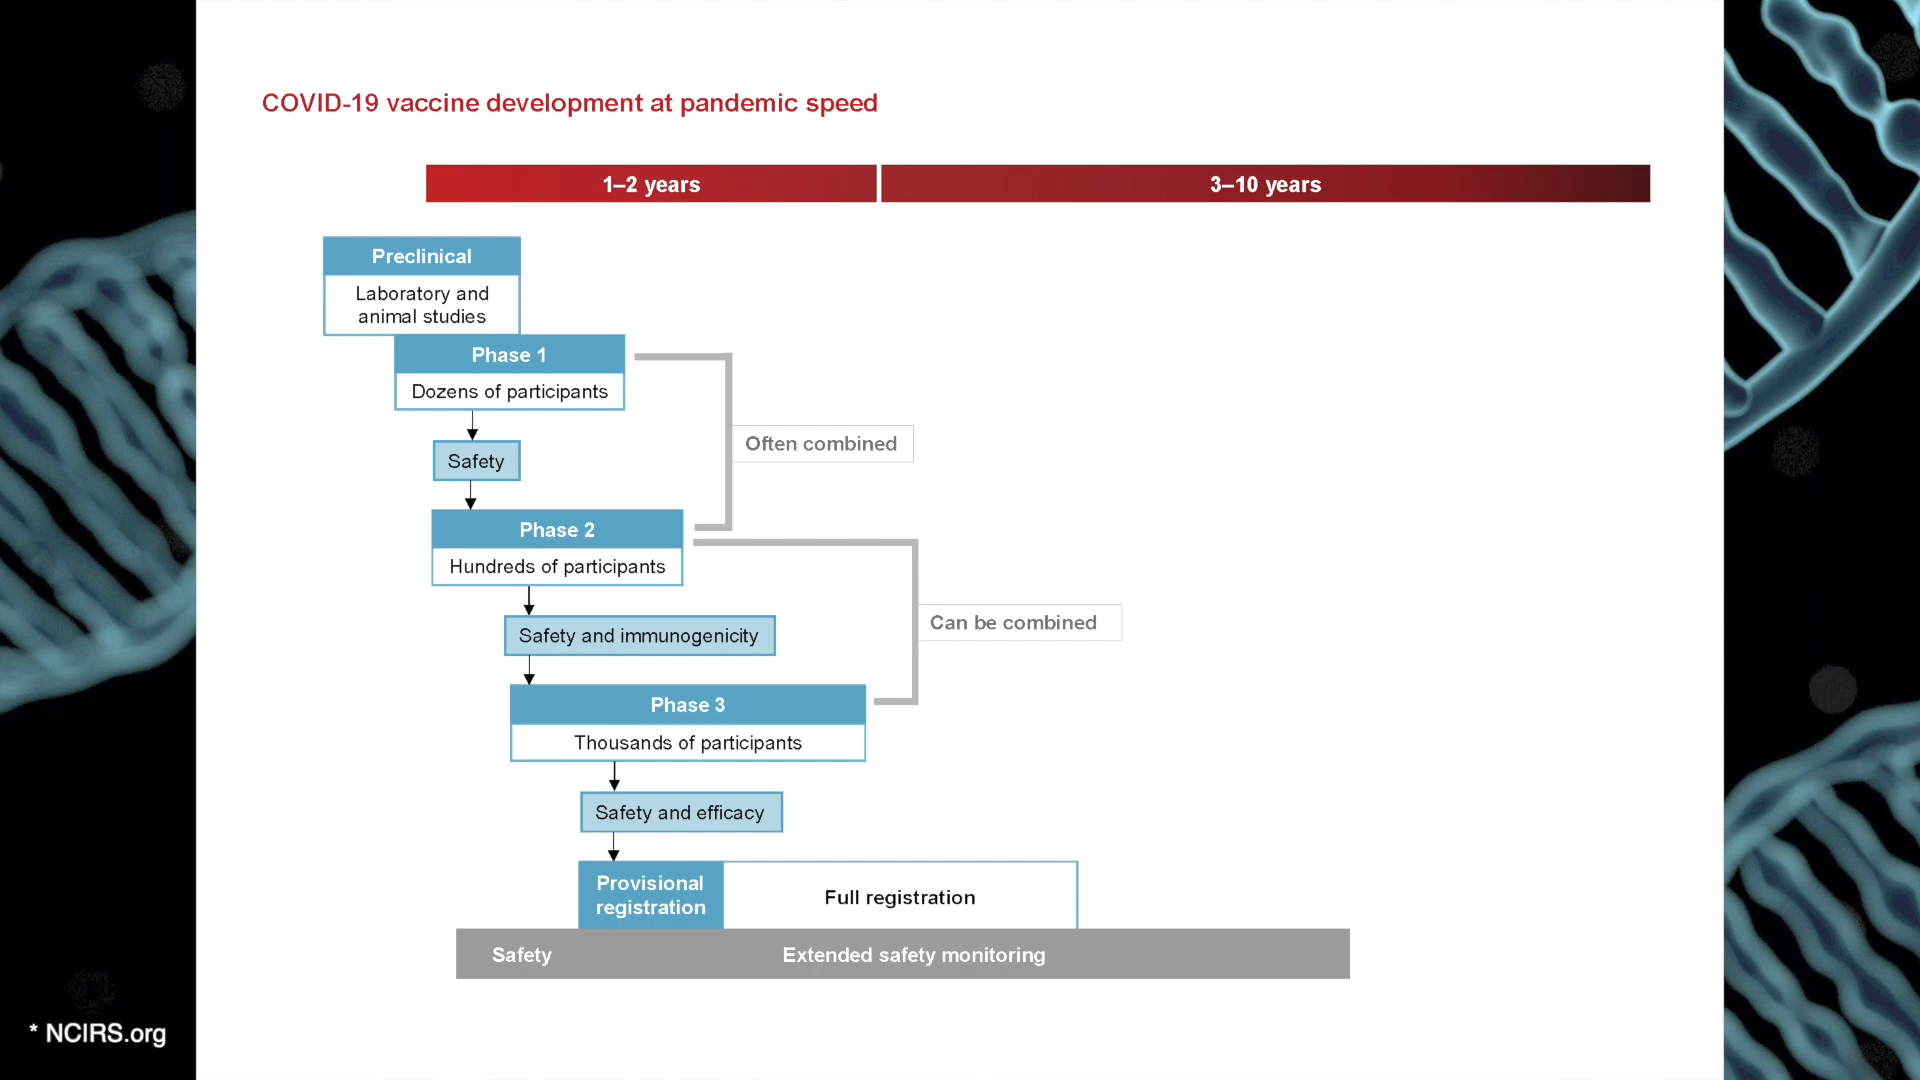 COVID-19 vaccine development at pandemic speed
1–2 years
3–10 years
Preclinical
Laboratory and
animal studies
Phase 1
Dozens of participants
Often combined
Safety
Phase 2
Hundreds of participants
Can be combined
Safety and immunogenicity
Phase 3
Thousands of participants
Safety and efficacy
Provisional
registration
Full registration
Safety
Extended safety monitoring
* NCIRS.org